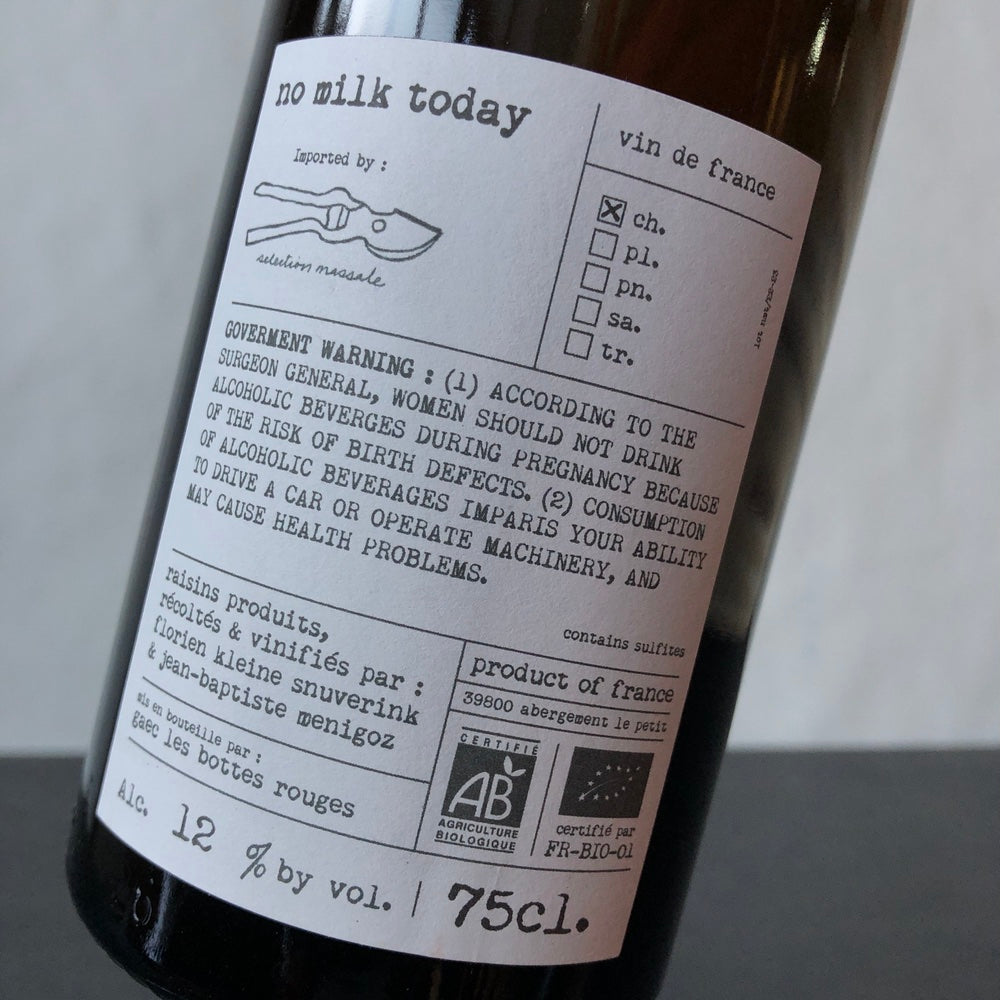 no milk today
Imported by :
selection massale
vin de france
ch.
pl.
pn.
sa.
tr.
GOVERMENT WARNING : (1) ACCORDING TO THE
SURGEON GENERAL, WOMEN SHOULD NOT DRINK
ALCOHOLIC BEVERGES DURING PREGNANCY BECAUSE
OF THE RISK OF BIRTH DEFECTS. (2) CONSUMPTION
OF ALCOHOLIC BEVERAGES IMPARIS YOUR ABILITY
TO DRIVE A CAR OR OPERATE MACHINERY, AND
MAY CAUSE HEALTH PROBLEMS.
contains sulfites
raisins produits,
récoltés & vinifiés par :
florien kleine snuverink
& jean-baptiste menigoz
mis en bouteille par :
gaec les bottes rouges
product of france
39800 abergement le petit
CERTIFIÉ
AB
AGRICULTURE
BIOLOGIQUE
certifié par
FR-BIO-01
Alc. 12 % by vol. | 75cl.